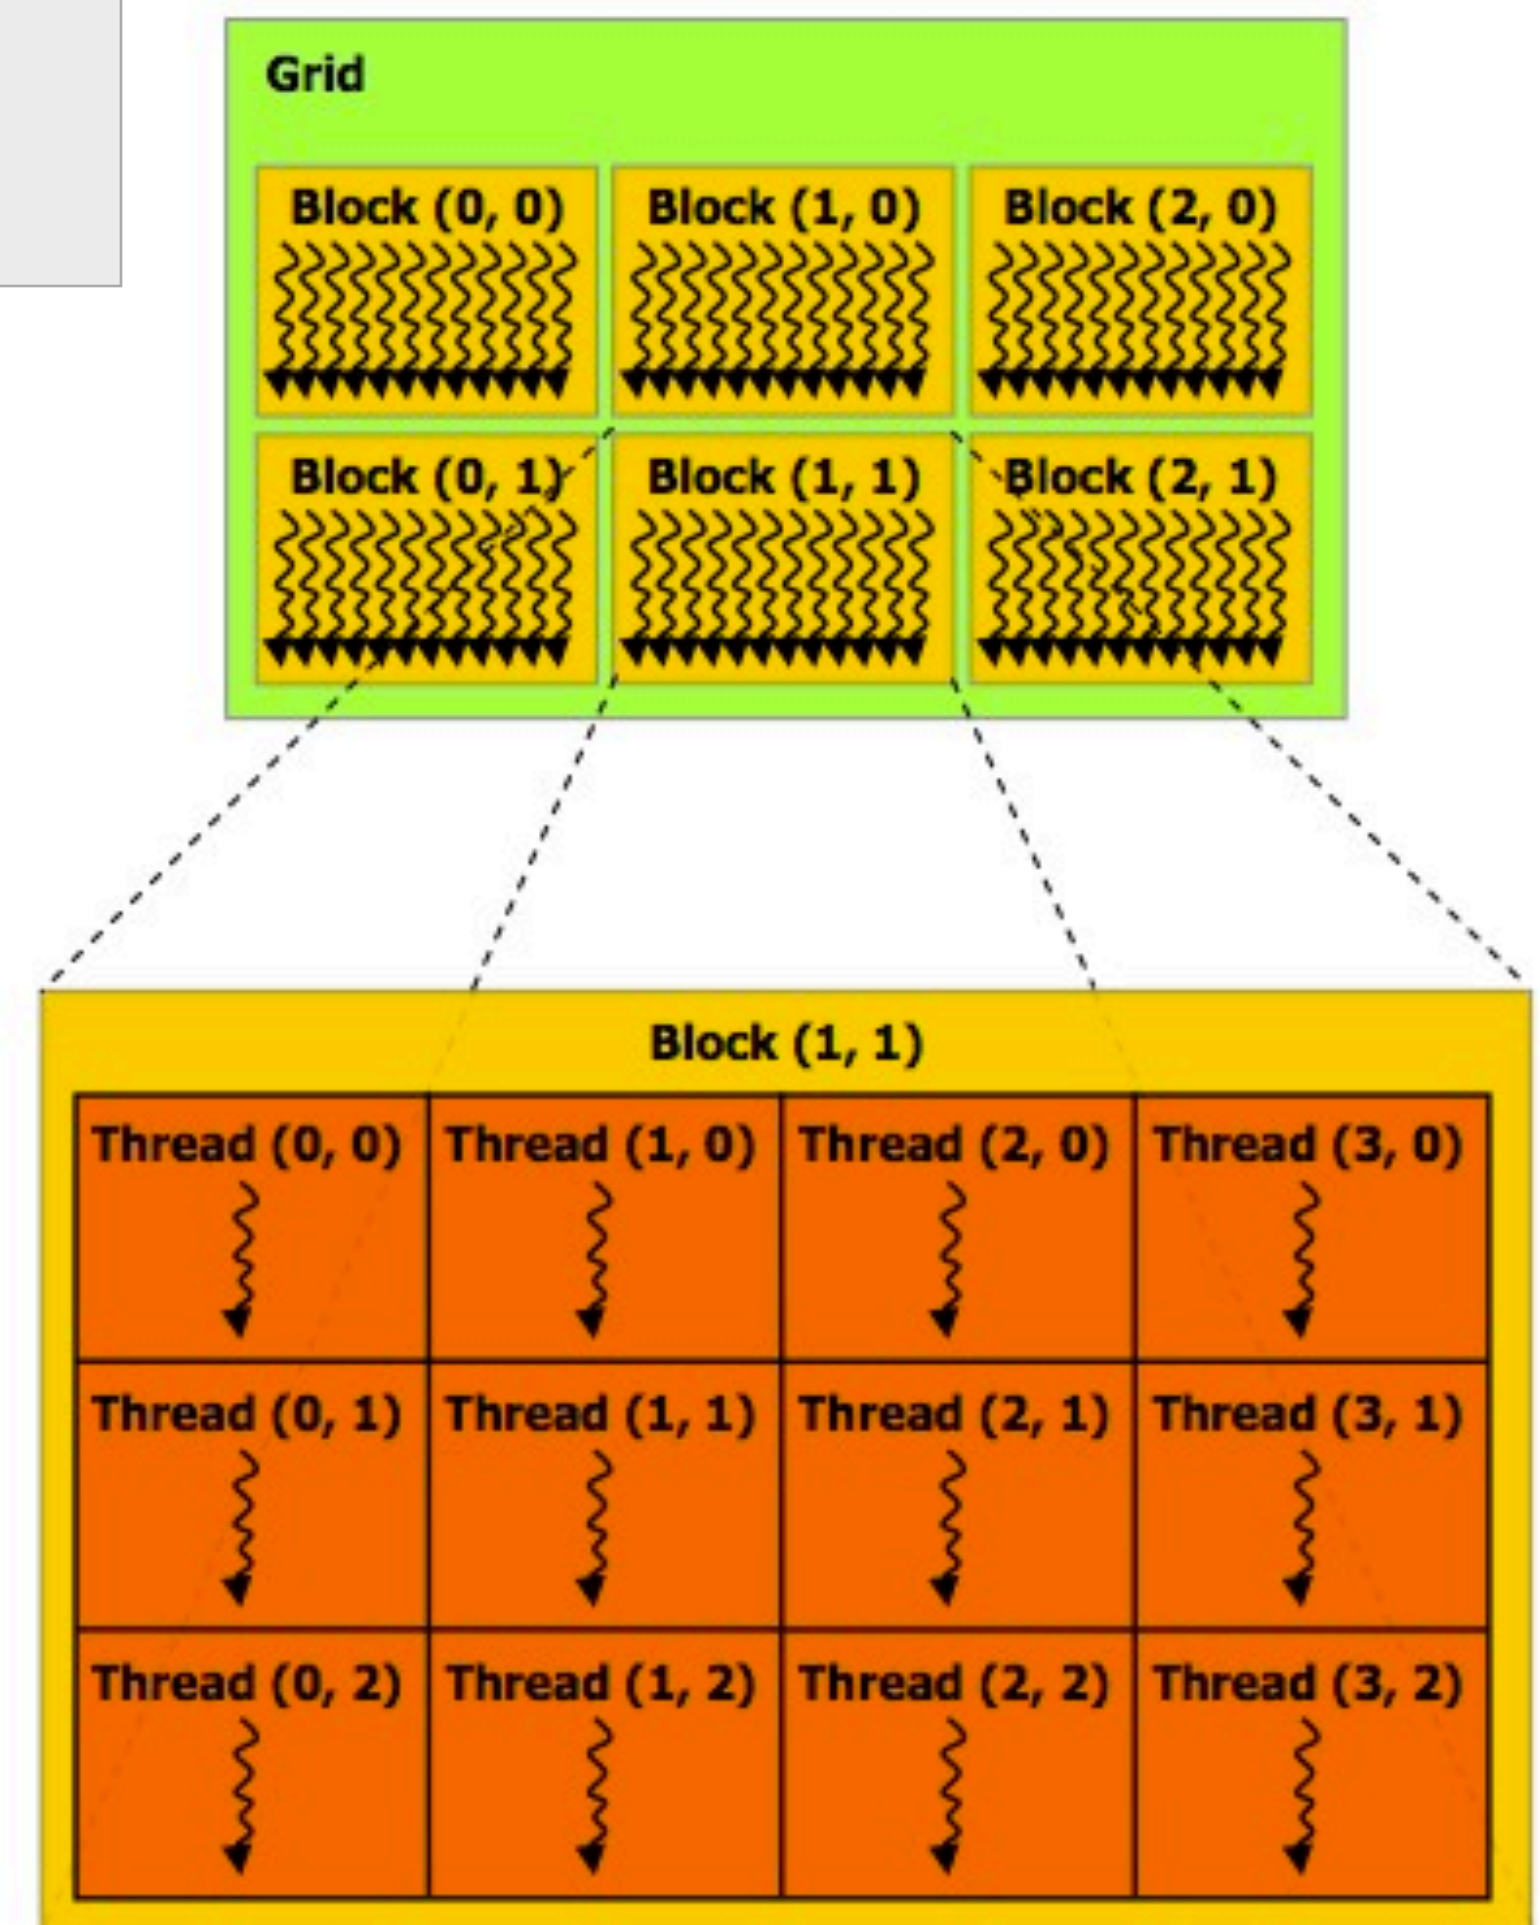 Grid
Block (0, 0) Block (1, 0) Block (2, 0)
Block (0, 1) Block (1, 1) Block (2, 1)
Block (1, 1)
Thread (0, 0) Thread (1, 0) Thread (2, 0) Thread (3, 0)
Thread (0, 1) Thread (1, 1) Thread (2, 1) Thread (3, 1)
Thread (0, 2) Thread (1, 2) Thread (2, 2) Thread (3, 2)